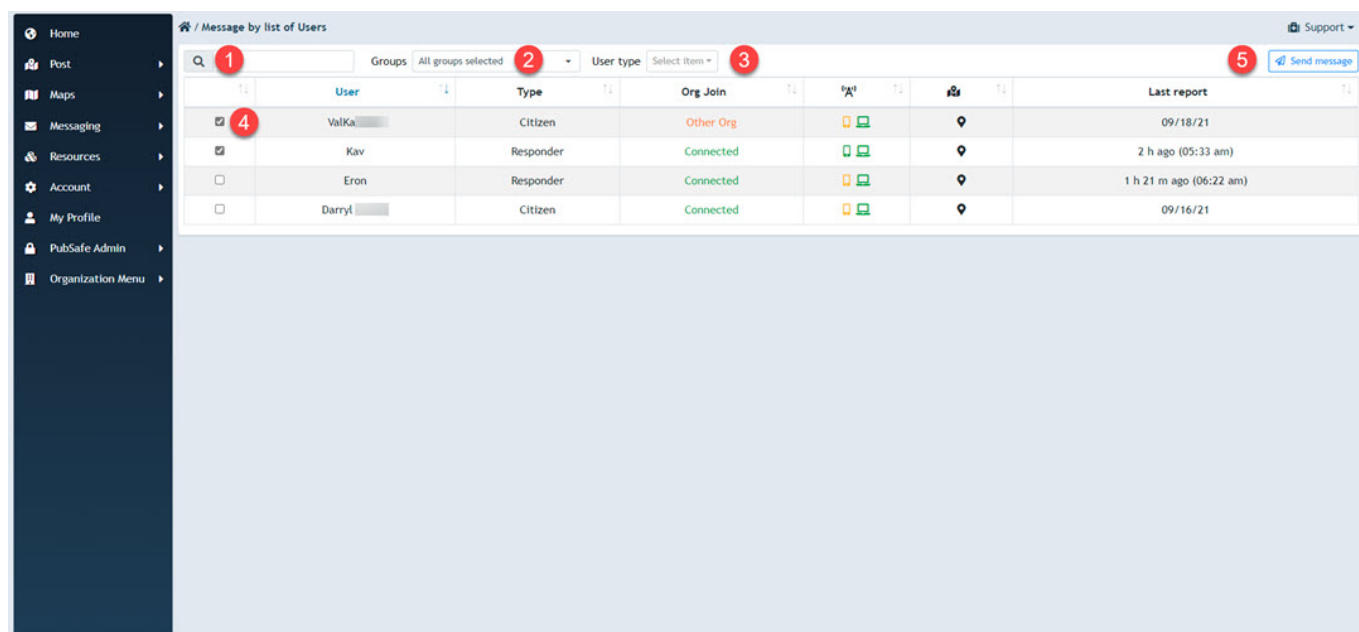 Home
Post
Maps
Messaging
Resources
Account
My Profile
PubSafe Admin
Organization Menu
/ Message by list of Users
Support
1 Groups All groups selected 2 User type Select item 3 5 Send message
User Type Org Join Last report
4 ValKa Citizen Other Org 09/18/21
Kav Responder Connected 2 h ago (05:33 am)
Eron Responder Connected 1 h 21 m ago (06:22 am)
Darryl Citizen Connected 09/16/21